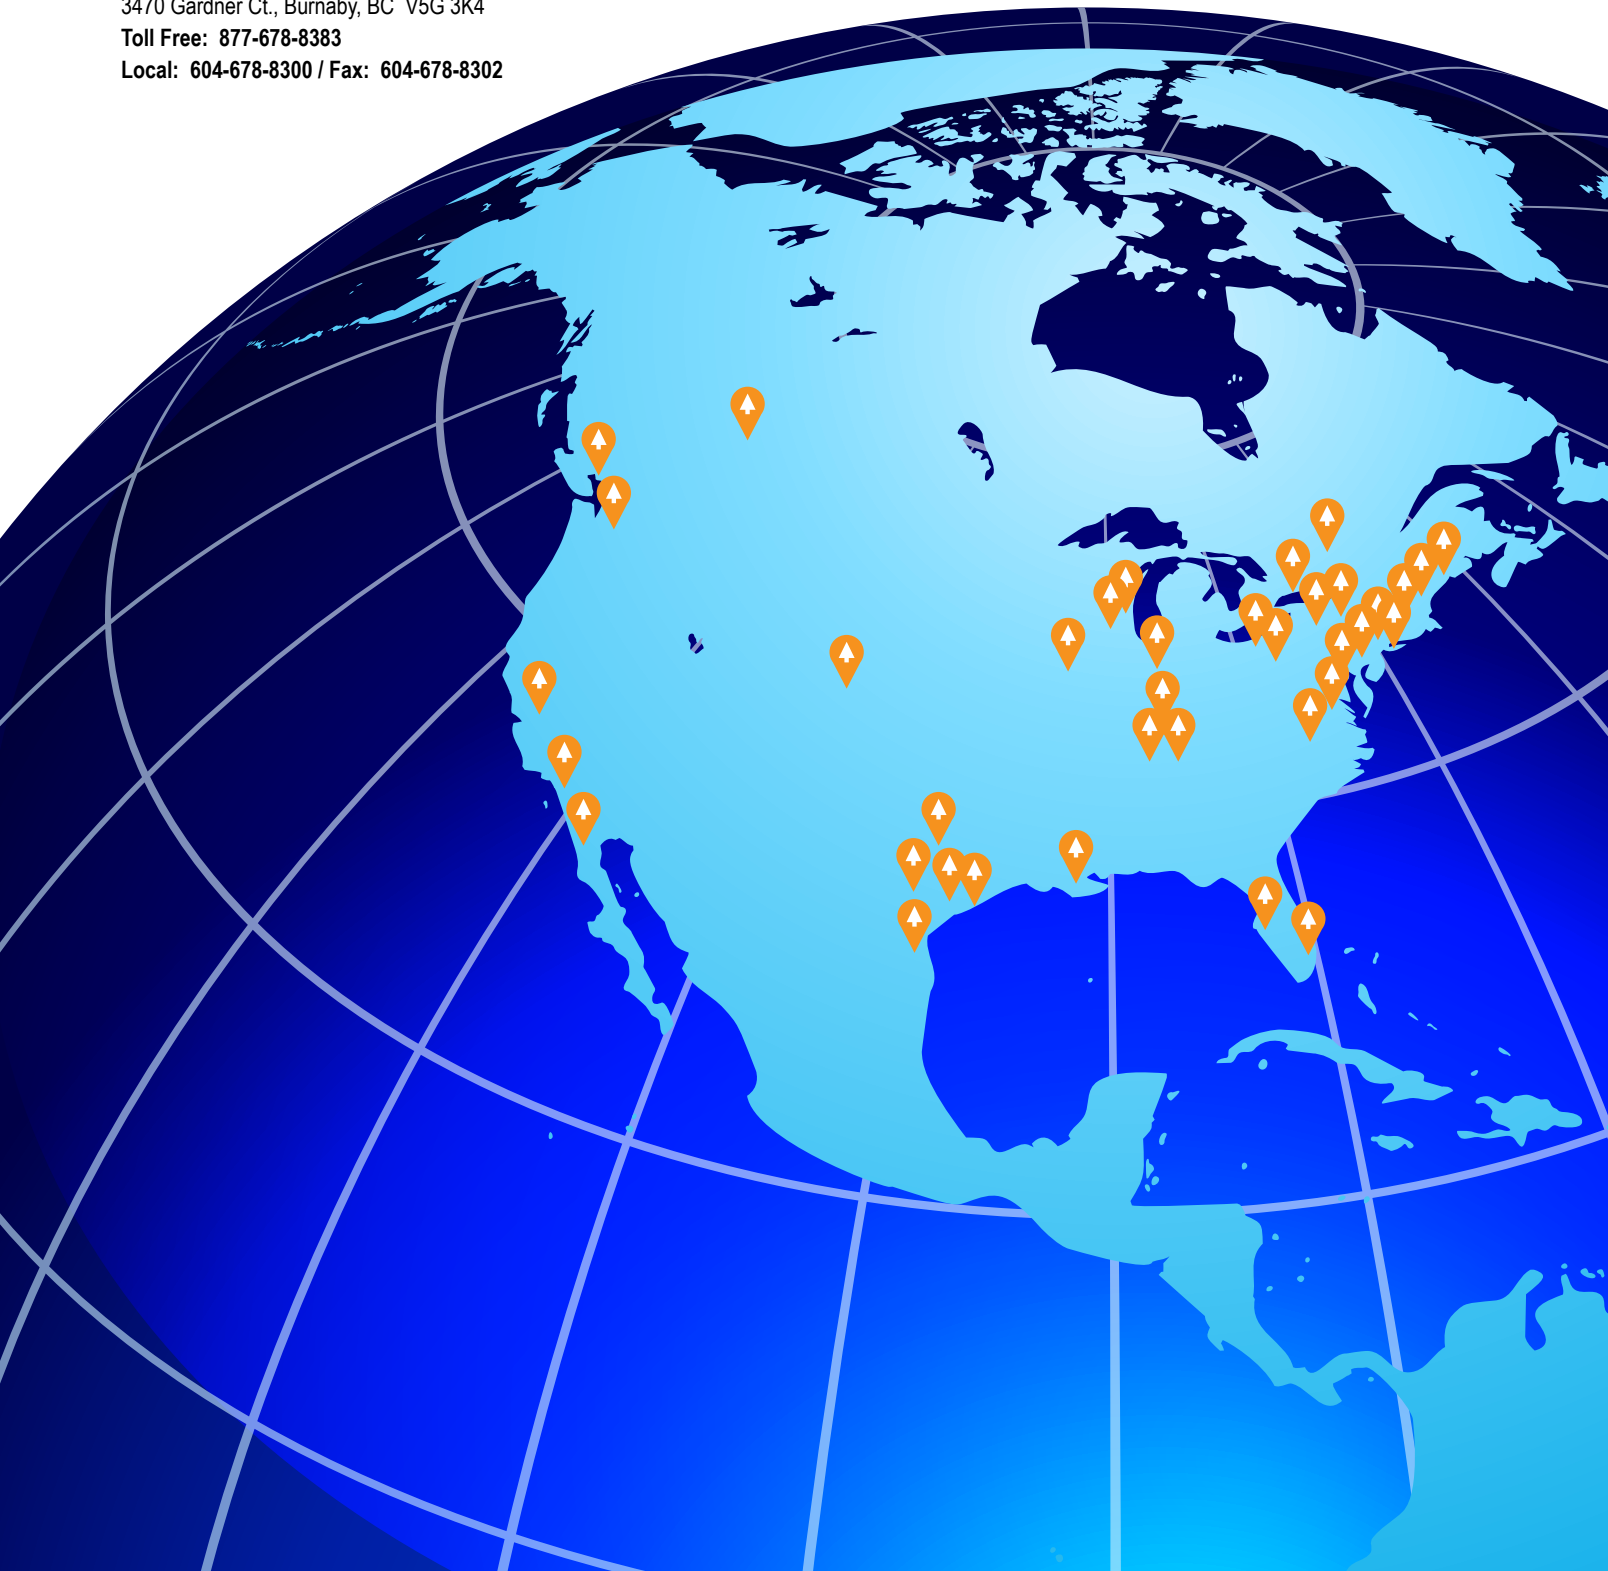 3470 Gardner Ct., Burnaby, BC  V5G 3K4
Toll Free:  877-678-8383
Local:  604-678-8300 / Fax:  604-678-8302